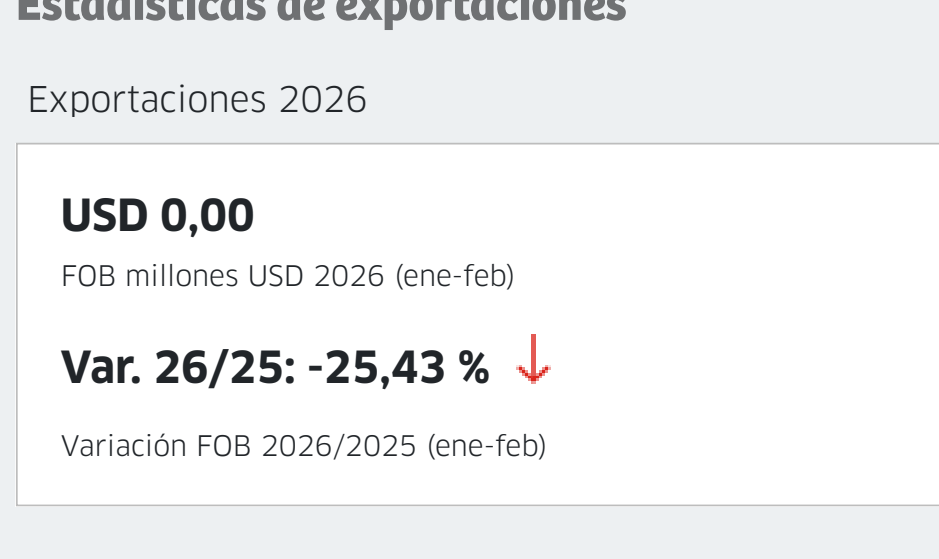 Estadísticas de exportaciones
Exportaciones 2026
USD 0,00
FOB millones USD 2026 (ene-feb)
Var. 26/25: -25,43 %
Variación FOB 2026/2025 (ene-feb)